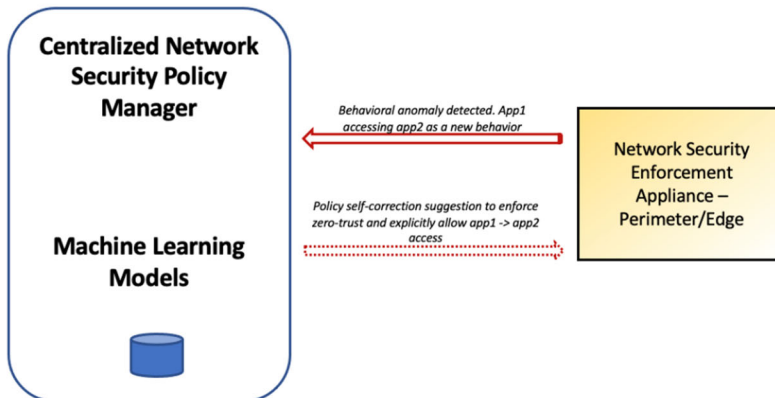 Centralized Network
Security Policy
Manager
Behavioral anomaly detected. App1
accessing app2 as a new behavior
Network Security
Enforcement
Appliance –
Perimeter/Edge
Policy self-correction suggestion to enforce
zero-trust and explicitly allow app1 -> app2
access
Machine Learning
Models